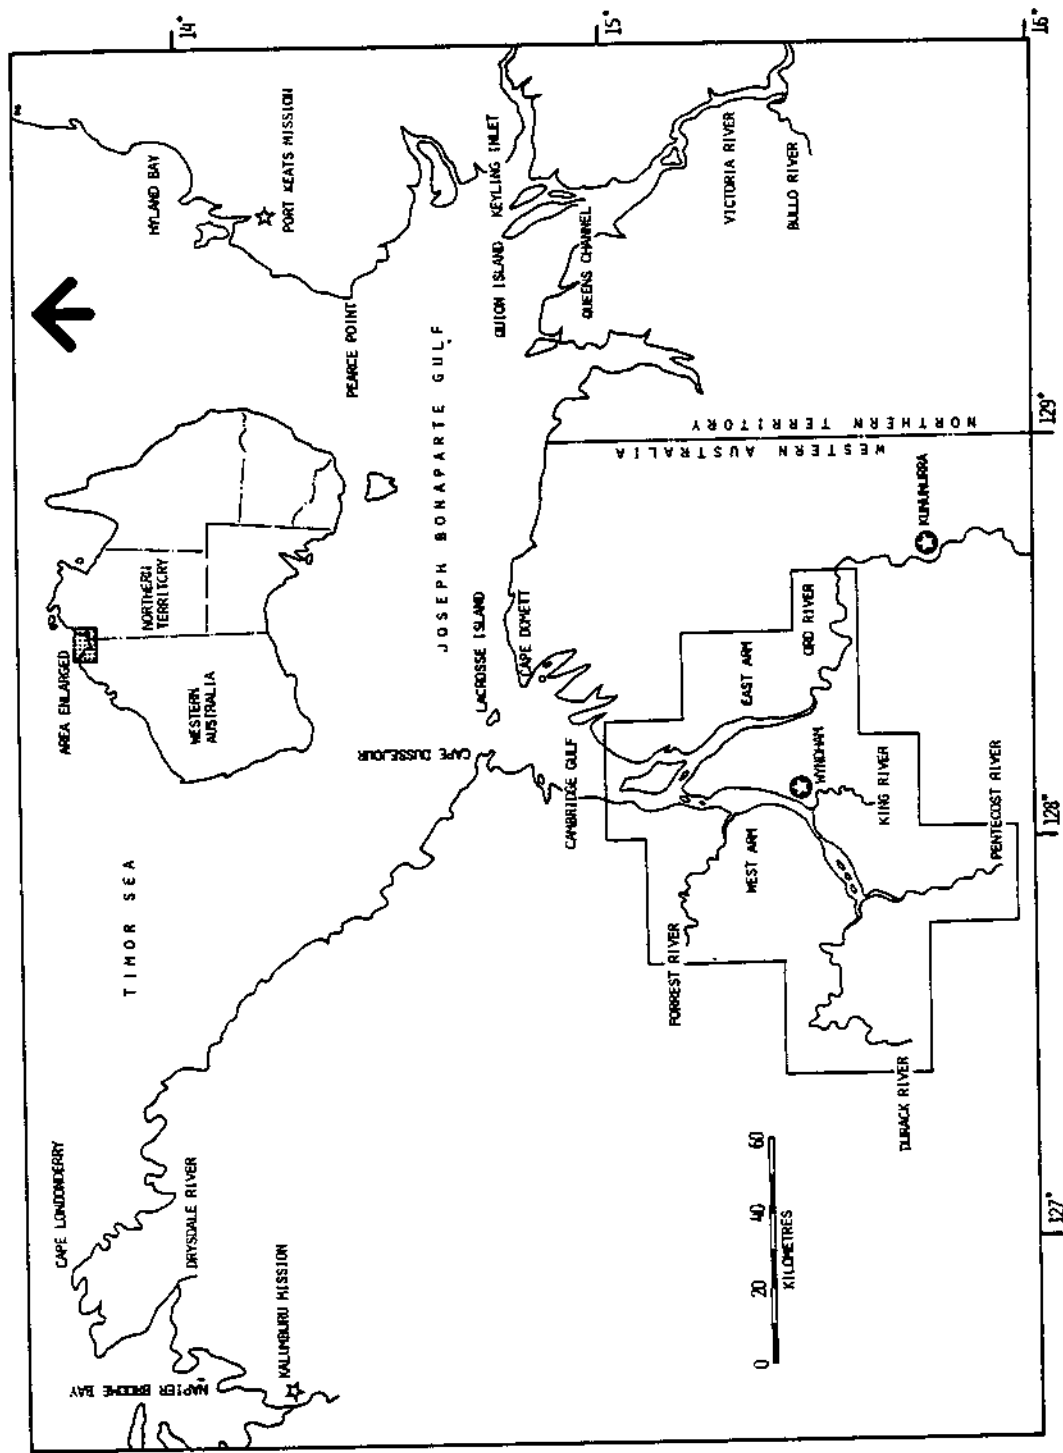 CAPE LONDONDERRY
AREA ENLARGED
NAPIER BROOME BAY
DRYSDALE RIVER
KALUMBURU MISSION
TIMOR SEA
NORTHERN
TERRITORY
WESTERN
AUSTRALIA
HYLAND BAY
PORT KEATS MISSION
PEARCE POINT
14°
JOSEPH BONAPARTE GULF
CAPE DUSSEJOUR
LACROSSE ISLAND
CAPE DOMETT
CAMBRIDGE GULF
QUION ISLAND
KEYLING INLET
QUEENS CHANNEL
15°
VICTORIA RIVER
BULLO RIVER
WESTERN AUSTRALIA
NORTHERN TERRITORY
FORREST RIVER
WEST ARM
EAST ARM
ORD RIVER
WYNDHAM
KING RIVER
KUNUNURRA
DURACK RIVER
PENTECOST RIVER
0 20 40 60
KILOMETRES
127°
128°
129°
16°